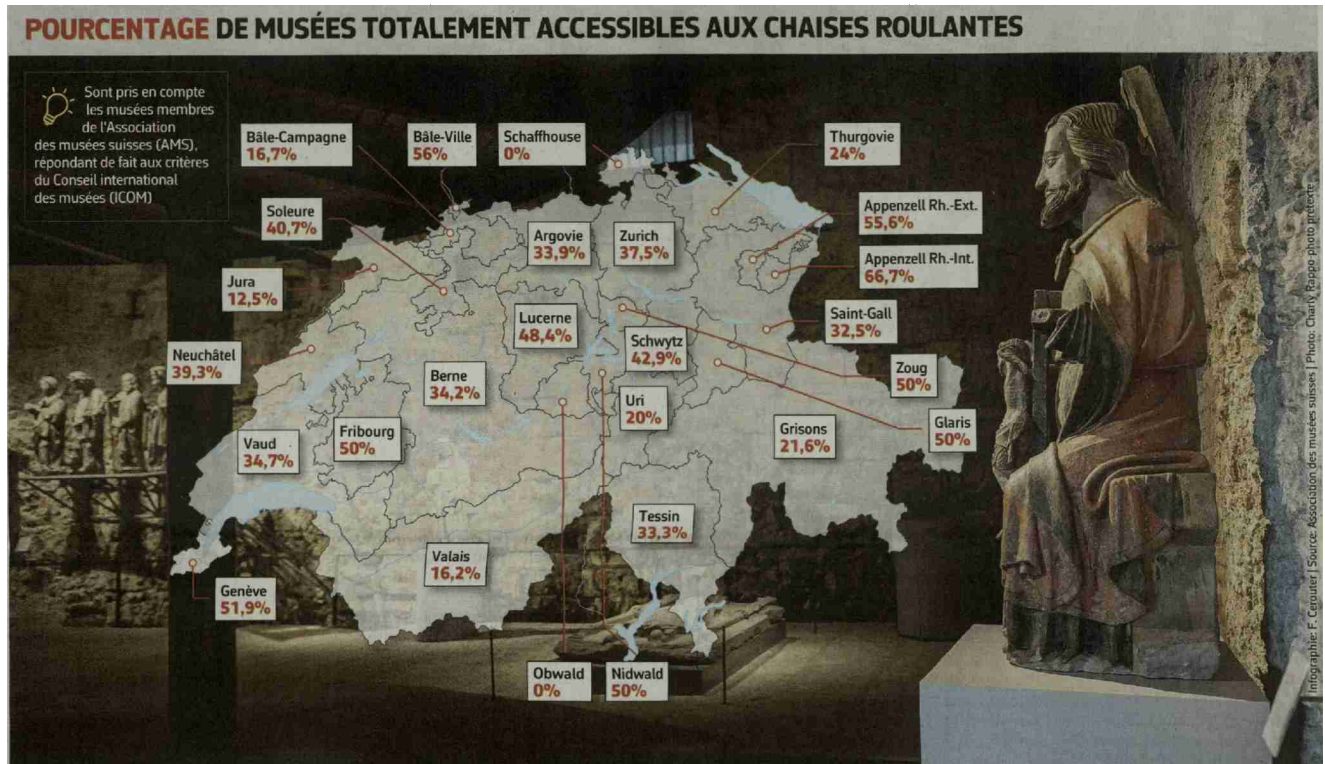 POURCENTAGE DE MUSÉES TOTALEMENT ACCESSIBLES AUX CHAISES ROULANTES
Sont pris en compte
les musées membres
de l'Association
des musées suisses (AMS),
répondant de fait aux critères
du Conseil international
des musées (ICOM)
Bâle-Campagne
16,7%
Bâle-Ville
56%
Schaffhouse
0%
Thurgovie
24%
Soleure
40,7%
Argovie
33,9%
Zurich
37,5%
Appenzell Rh.-Ext.
55,6%
Appenzell Rh.-Int.
66,7%
Jura
12,5%
Lucerne
48,4%
Schwytz
42,9%
Saint-Gall
32,5%
Neuchâtel
39,3%
Berne
34,2%
Zoug
50%
Uri
20%
Vaud
34,7%
Fribourg
50%
Grisons
21,6%
Glaris
50%
Tessin
33,3%
Valais
16,2%
Genève
51,9%
Obwald
0%
Nidwald
50%
Infographie: F. Cerouter | Source: Association des musées suisses | Photo: Charly Rappo-photo prétexte